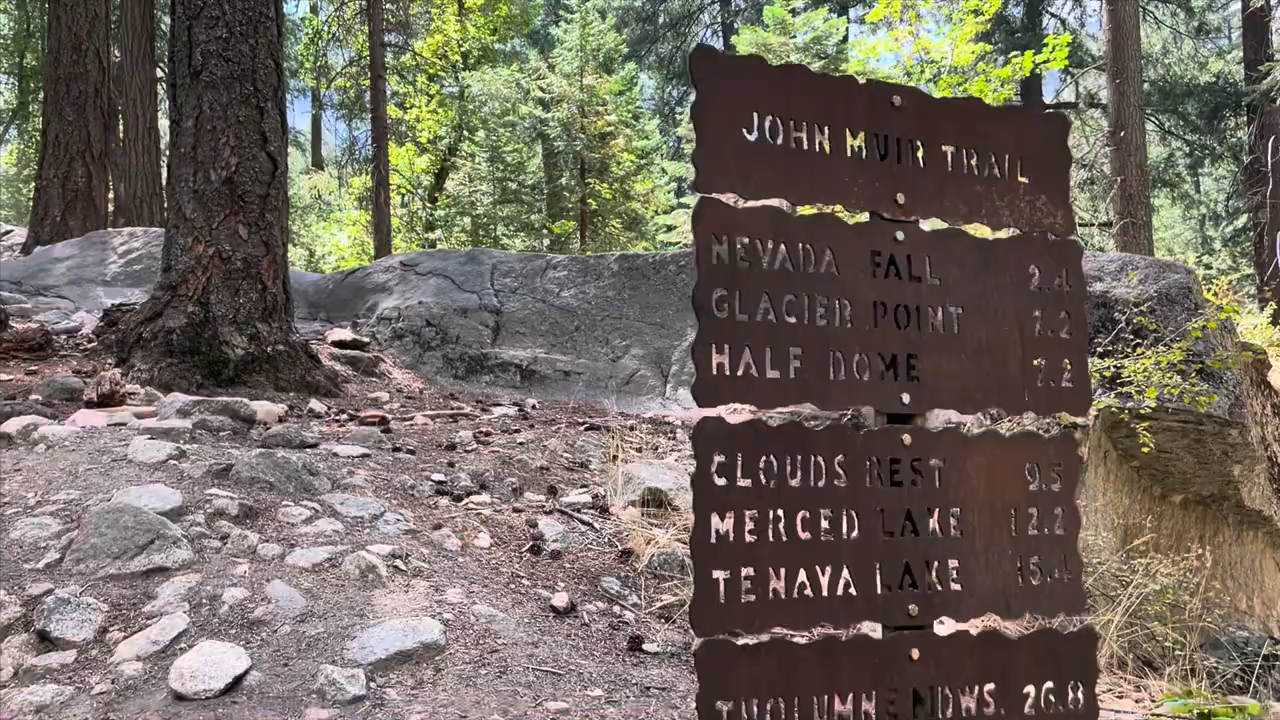 JOHN MUIR TRAIL
NEVADA FALL 2.4
GLACIER POINT 7.2
HALF DOME 7.2
CLOUDS REST 9.5
MERCED LAKE 12.2
TENAYA LAKE 15.4
TUOLUMNE MDWS. 26.8